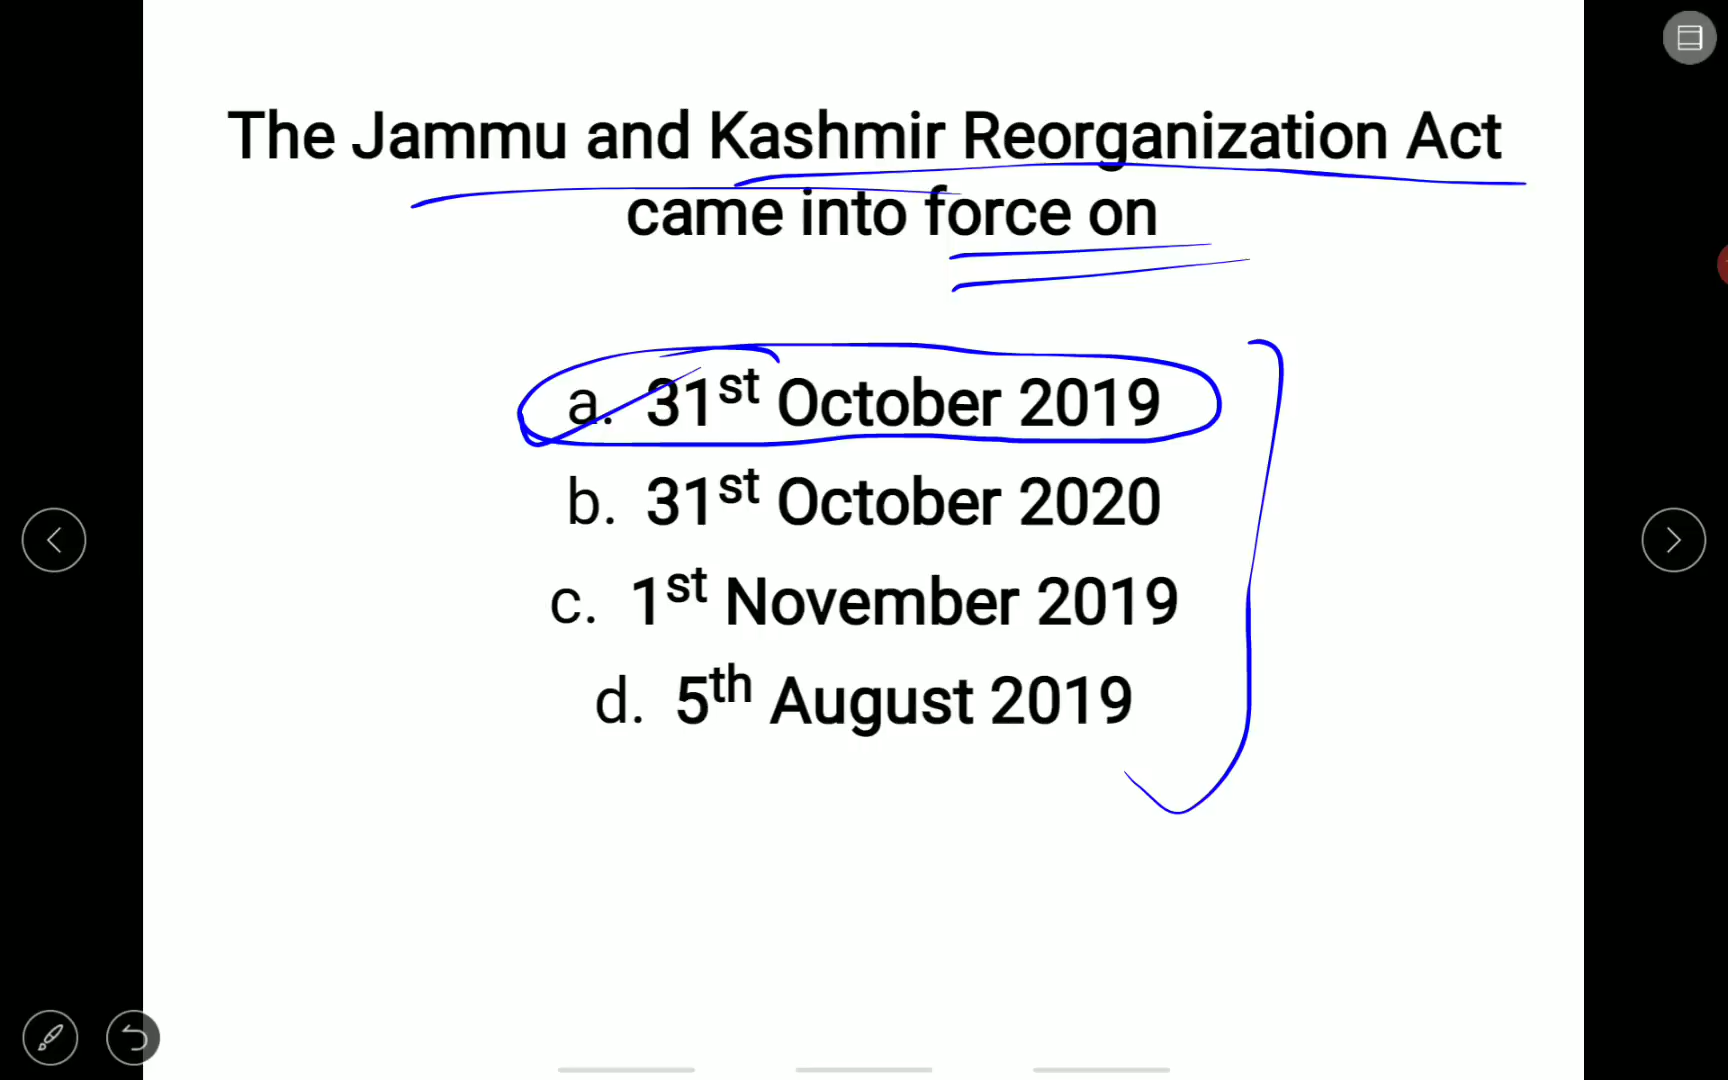 The Jammu and Kashmir Reorganization Act
came into force on
a. 31st October 2019
b. 31st October 2020
c. 1st November 2019
d. 5th August 2019